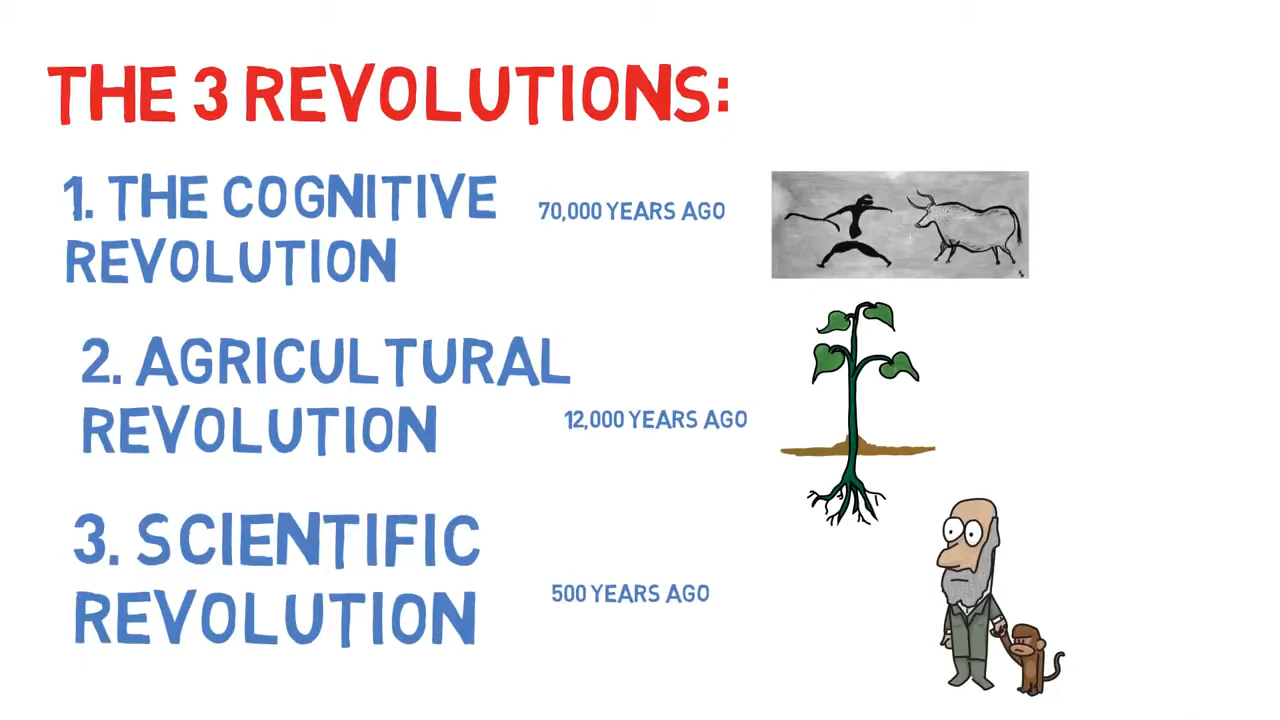 THE 3 REVOLUTIONS:
1. THE COGNITIVE
REVOLUTION
70,000 YEARS AGO
2. AGRICULTURAL
REVOLUTION
12,000 YEARS AGO
3. SCIENTIFIC
REVOLUTION
500 YEARS AGO